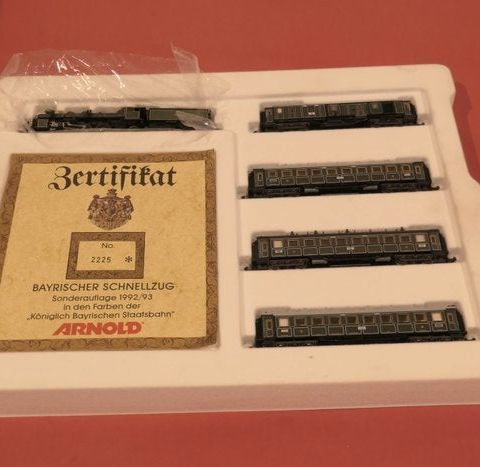 Zertifikat
No.
2225 *
BAYRISCHER SCHNELLZUG
Sonderauflage 1992/93
in den Farben der
„Königlich Bayrischen Staatsbahn"
ARNOLD